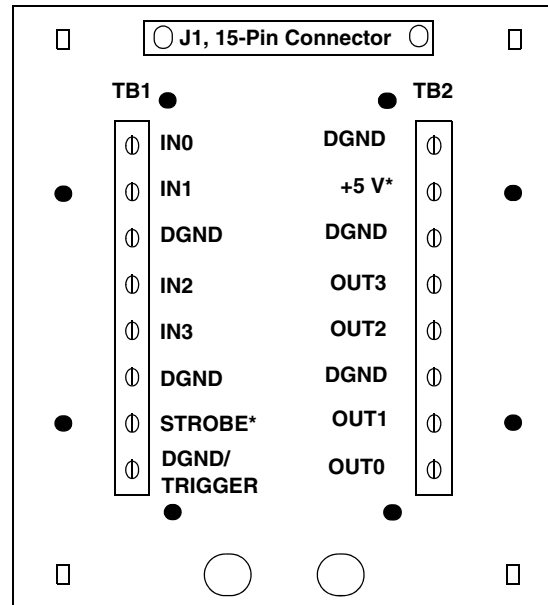 J1, 15-Pin Connector
TB1
TB2
IN0
DGND
IN1
+5 V*
DGND
DGND
IN2
OUT3
IN3
OUT2
DGND
DGND
STROBE*
OUT1
DGND/
TRIGGER
OUT0